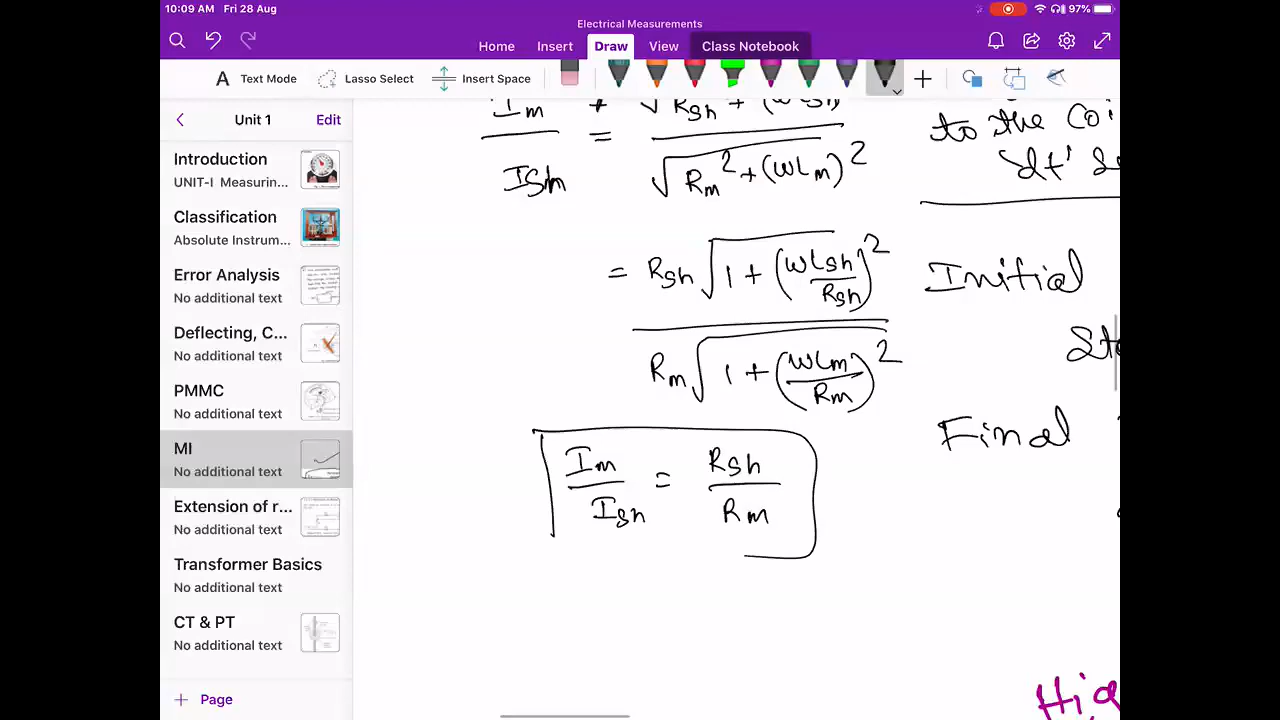 10:09 AM Fri 28 Aug
97%
Electrical Measurements
Home Insert Draw View Class Notebook
Text Mode Lasso Select Insert Space
Unit 1
Edit
Introduction
UNIT-I Measurin...
Classification
Absolute Instrum...
Error Analysis
No additional text
Deflecting, C...
No additional text
PMMC
No additional text
MI
No additional text
Extension of r...
No additional text
Transformer Basics
No additional text
CT & PT
No additional text
Page
Im / Ish = / √Rm² + (ωLm)²
= Rsh √1 + (ωLsh/Rsh)² / Rm √1 + (ωLm/Rm)²
Im / Ish = Rsh / Rm
to the Coi
Initial
Final